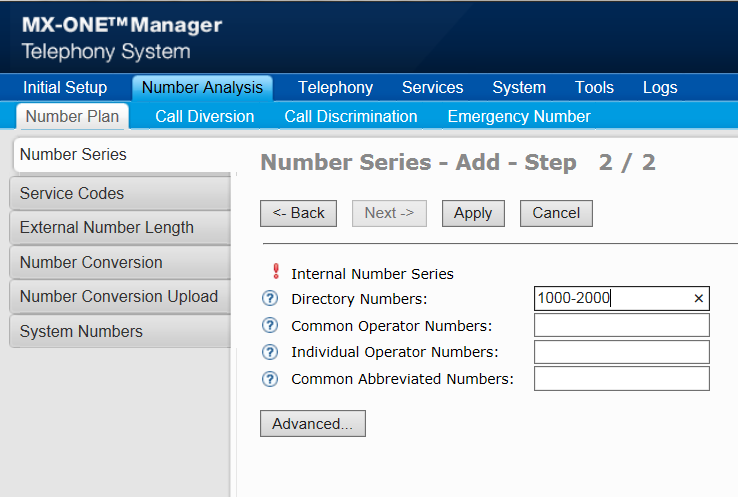 MX-ONE™ Manager
Telephony System
Initial Setup Number Analysis Telephony Services System Tools Logs
Number Plan Call Diversion Call Discrimination Emergency Number
Number Series
Service Codes
External Number Length
Number Conversion
Number Conversion Upload
System Numbers
Number Series - Add - Step 2 / 2
<- Back Next -> Apply Cancel
! Internal Number Series
? Directory Numbers: 1000-2000 ×
? Common Operator Numbers:
? Individual Operator Numbers:
? Common Abbreviated Numbers:
Advanced...